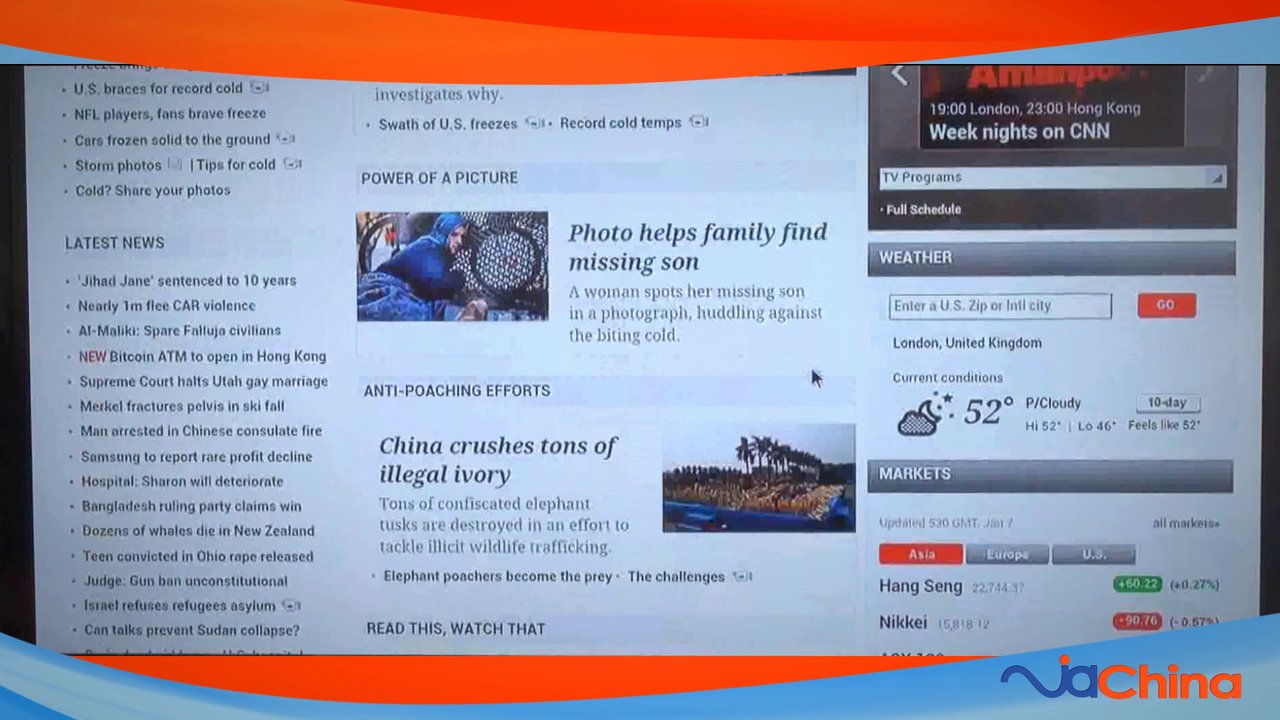 U.S. braces for record cold
NFL players, fans brave freeze
Cars frozen solid to the ground
Storm photos | Tips for cold
Cold? Share your photos
LATEST NEWS
'Jihad Jane' sentenced to 10 years
Nearly 1m flee CAR violence
Al-Maliki: Spare Falluja civilians
NEW Bitcoin ATM to open in Hong Kong
Supreme Court halts Utah gay marriage
Merkel fractures pelvis in ski fall
Man arrested in Chinese consulate fire
Samsung to report rare profit decline
Hospital: Sharon will deteriorate
Bangladesh ruling party claims win
Dozens of whales die in New Zealand
Teen convicted in Ohio rape released
Judge: Gun ban unconstitutional
Israel refuses refugees asylum
Can talks prevent Sudan collapse?
investigates why.
Swath of U.S. freezes
Record cold temps
POWER OF A PICTURE
Photo helps family find
missing son
A woman spots her missing son
in a photograph, huddling against
the biting cold.
ANTI-POACHING EFFORTS
China crushes tons of
illegal ivory
Tons of confiscated elephant
tusks are destroyed in an effort to
tackle illicit wildlife trafficking.
Elephant poachers become the prey
The challenges
READ THIS, WATCH THAT
19:00 London, 23:00 Hong Kong
Week nights on CNN
TV Programs
Full Schedule
WEATHER
Enter a U.S. Zip or Intl city
GO
London, United Kingdom
Current conditions
52°
P/Cloudy
10-day
Hi 52° | Lo 46°
Feels like 52°
MARKETS
Updated 530 GMT, Jan 7
all markets»
Asia
Europe
U.S.
Hang Seng 22,744.37 +60.22 (+0.27%)
Nikkei 15,818.12 -90.76 (-0.57%)
viaChina